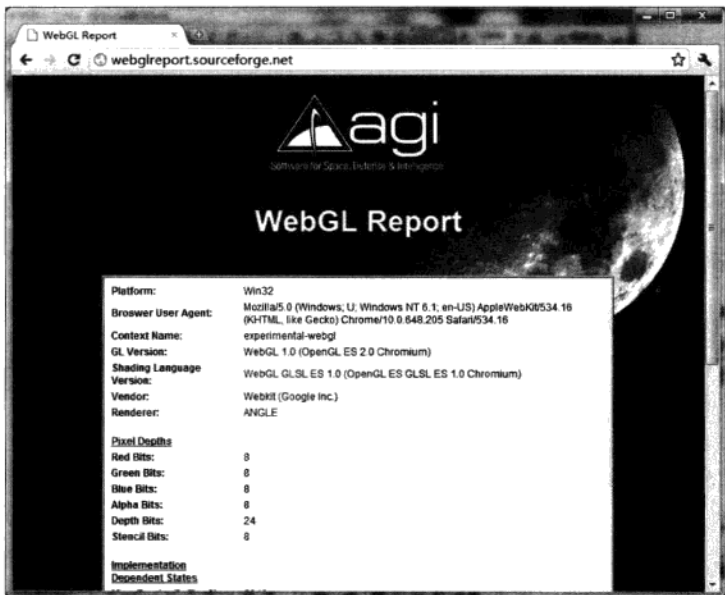 WebGL Report
webglreport.sourceforge.net
agi
Software for Space, Defense & Intelligence
WebGL Report
Platform: Win32
Broswer User Agent: Mozilla/5.0 (Windows; U; Windows NT 6.1; en-US) AppleWebKit/534.16
(KHTML, like Gecko) Chrome/10.0.648.205 Safari/534.16
Context Name: experimental-webgl
GL Version: WebGL 1.0 (OpenGL ES 2.0 Chromium)
Shading Language
Version: WebGL GLSL ES 1.0 (OpenGL ES GLSL ES 1.0 Chromium)
Vendor: Webkit (Google Inc.)
Renderer: ANGLE
Pixel Depths
Red Bits: 8
Green Bits: 8
Blue Bits: 8
Alpha Bits: 8
Depth Bits: 24
Stencil Bits: 8
Implementation
Dependent States